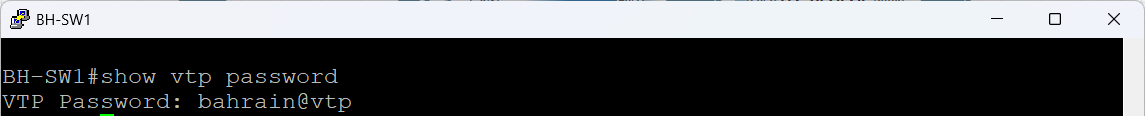 BH-SW1
BH-SW1#show vtp password
VTP Password: bahrain@vtp